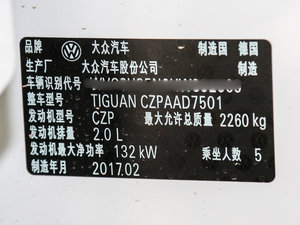 品牌 大众汽车 制造国 德国
生产厂 大众汽车股份公司
车辆识别代号
整车型号 TIGUAN CZPAAD7501
发动机型号 CZP 最大允许总质量 2260 kg
发动机排量 2.0 L
发动机最大净功率 132 kW 乘坐人数 5
制造年月 2017.02